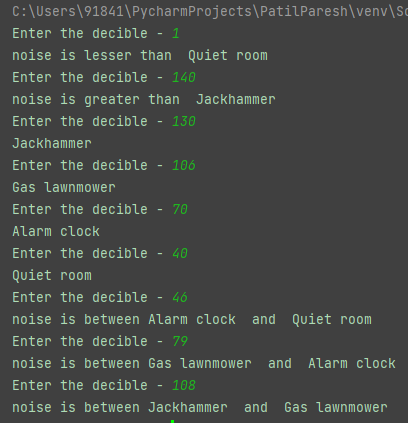 C:\Users\91841\PycharmProjects\PatilParesh\venv\Sc
Enter the decible - 1
noise is lesser than  Quiet room
Enter the decible - 140
noise is greater than  Jackhammer
Enter the decible - 130
Jackhammer
Enter the decible - 106
Gas lawnmower
Enter the decible - 70
Alarm clock
Enter the decible - 40
Quiet room
Enter the decible - 46
noise is between Alarm clock  and  Quiet room
Enter the decible - 79
noise is between Gas lawnmower  and  Alarm clock
Enter the decible - 108
noise is between Jackhammer  and  Gas lawnmower